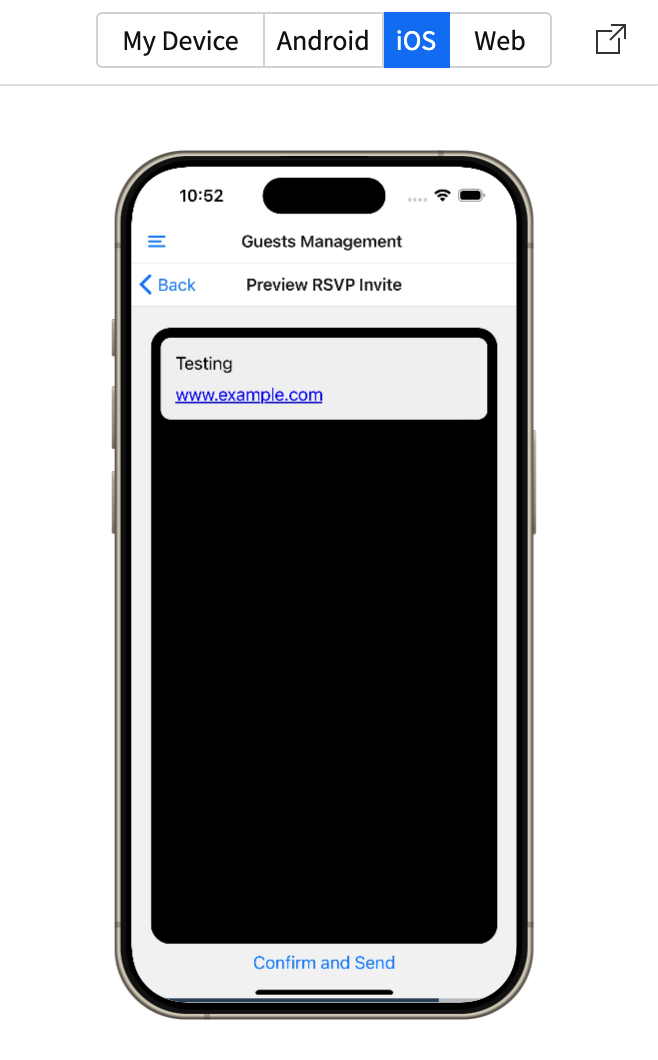 My Device Android iOS Web
10:52
Guests Management
Back Preview RSVP Invite
Testing
www.example.com
Confirm and Send